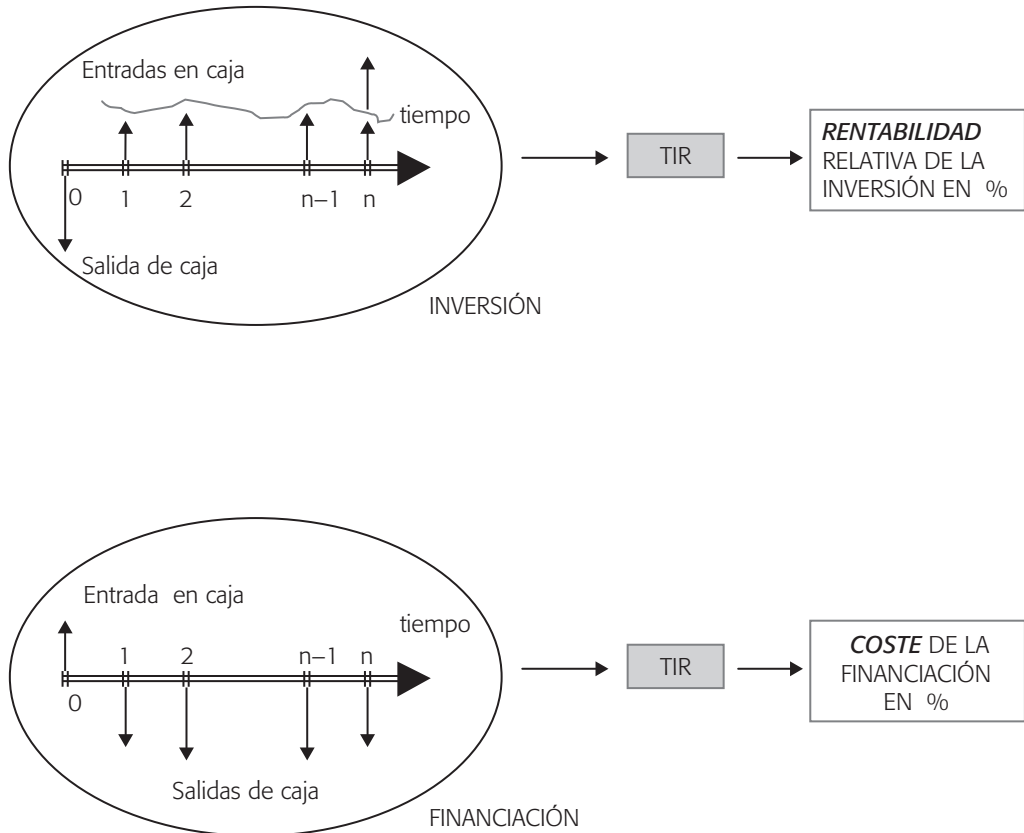 Entradas en caja
tiempo
0
1
2
n–1
n
Salida de caja
INVERSIÓN
TIR
RENTABILIDAD
RELATIVA DE LA
INVERSIÓN EN %
Entrada en caja
tiempo
1
2
n–1
n
0
Salidas de caja
FINANCIACIÓN
TIR
COSTE DE LA
FINANCIACIÓN
EN %